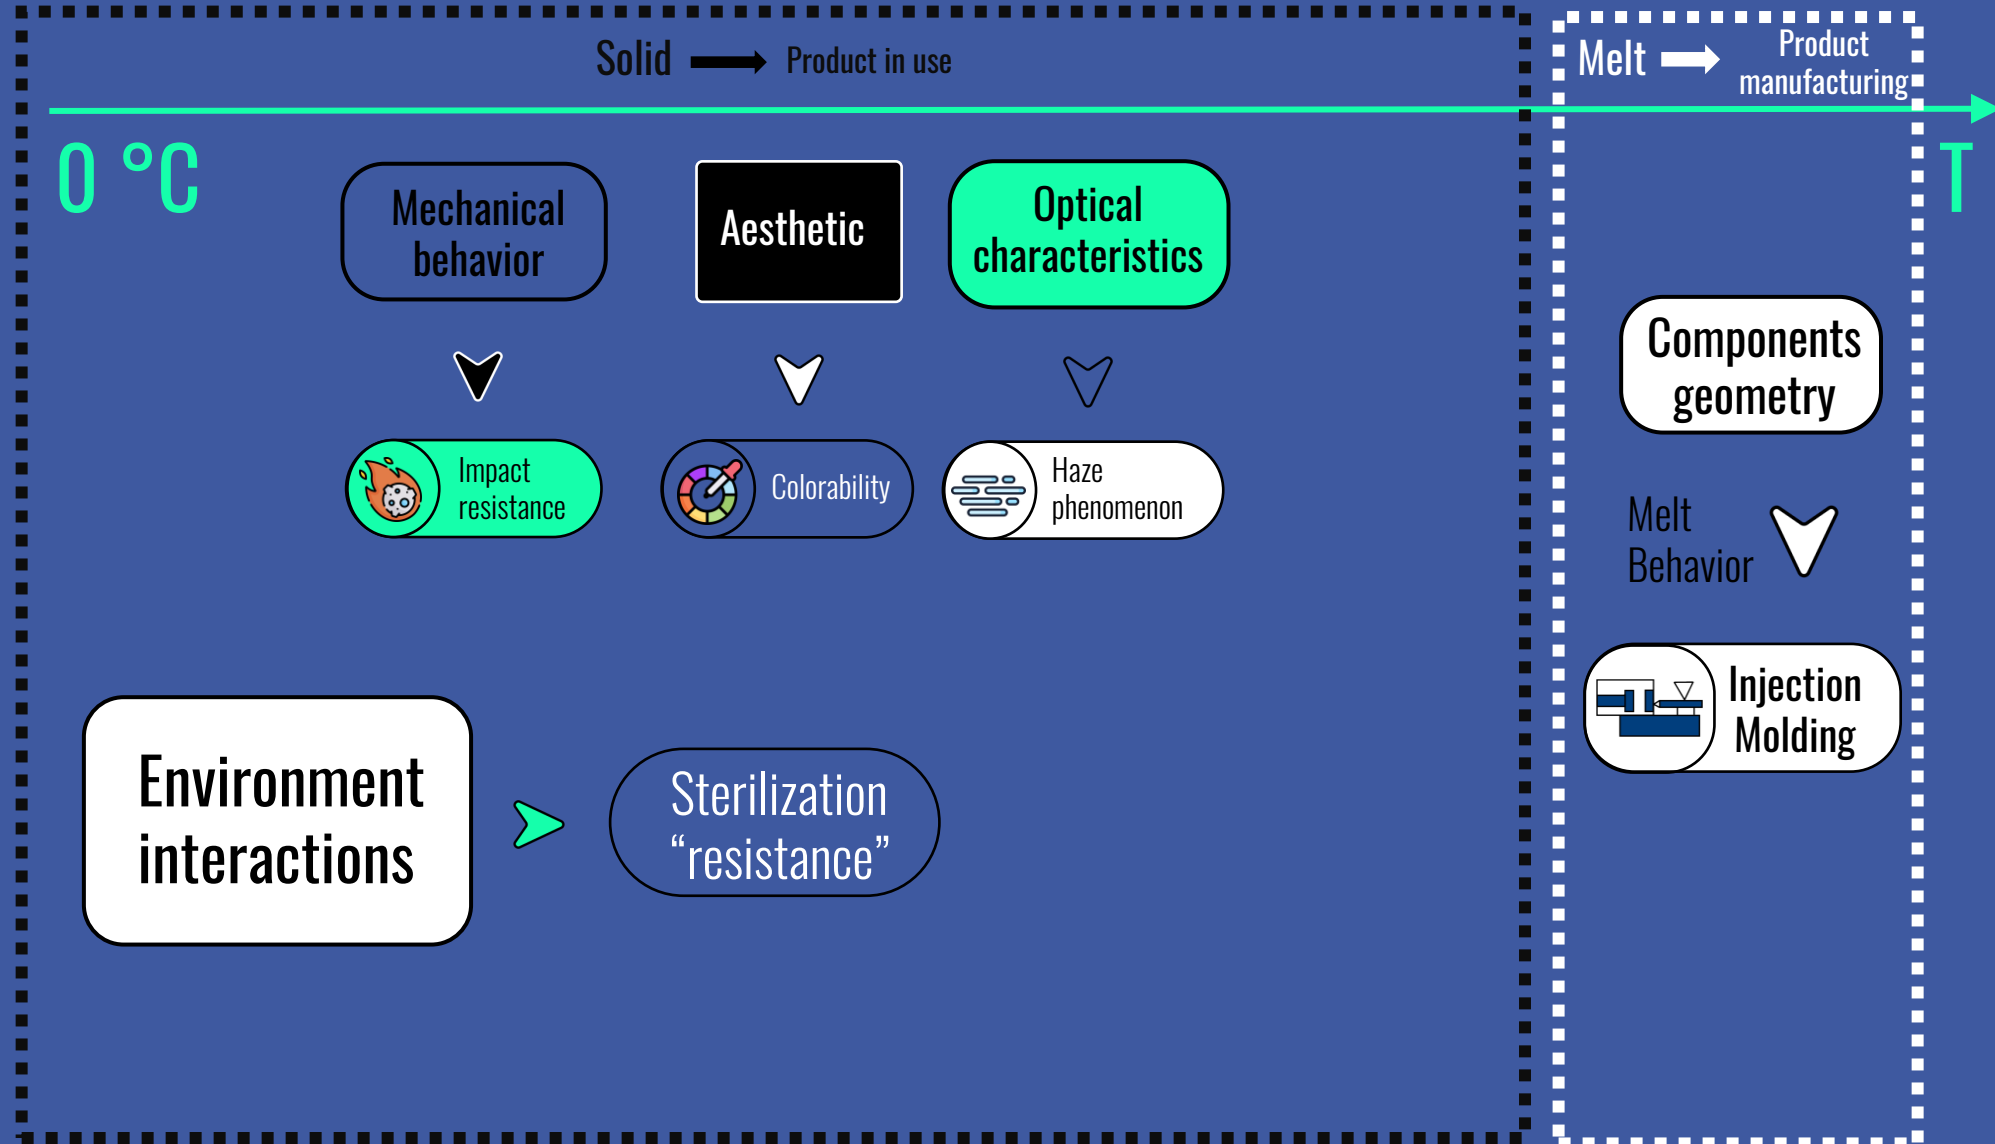 Solid
Product in use
Melt
Product
manufacturing
0 °C
T
Mechanical
behavior
Aesthetic
Optical
characteristics
Impact
resistance
Colorability
Haze
phenomenon
Components
geometry
Melt
Behavior
Injection
Molding
Environment
interactions
Sterilization
“resistance”